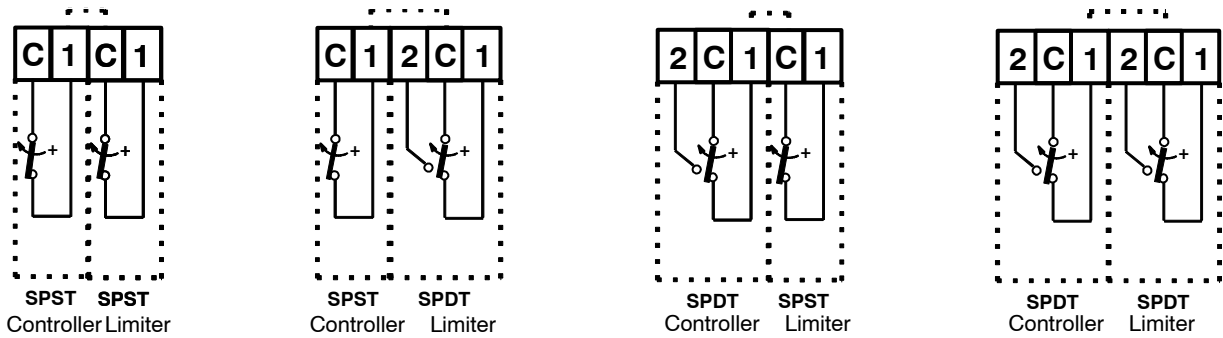 C 1 C 1
+ +
SPST SPST
Controller Limiter
C 1 2 C 1
+ +
SPST SPDT
Controller Limiter
2 C 1 C 1
+ +
SPDT SPST
Controller Limiter
2 C 1 2 C 1
+ +
SPDT SPDT
Controller Limiter